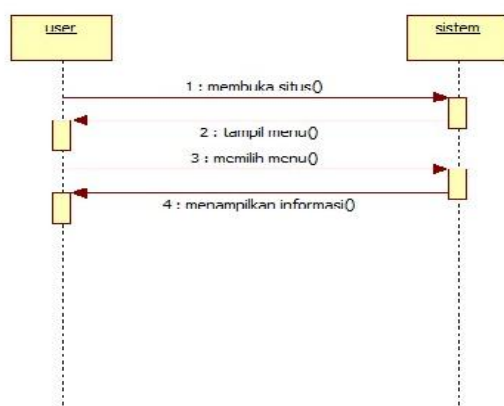 user
sistem
1 : membuka situs()
2 : tampil menu()
3 : memilih menu()
4 : menampilkan informasi()